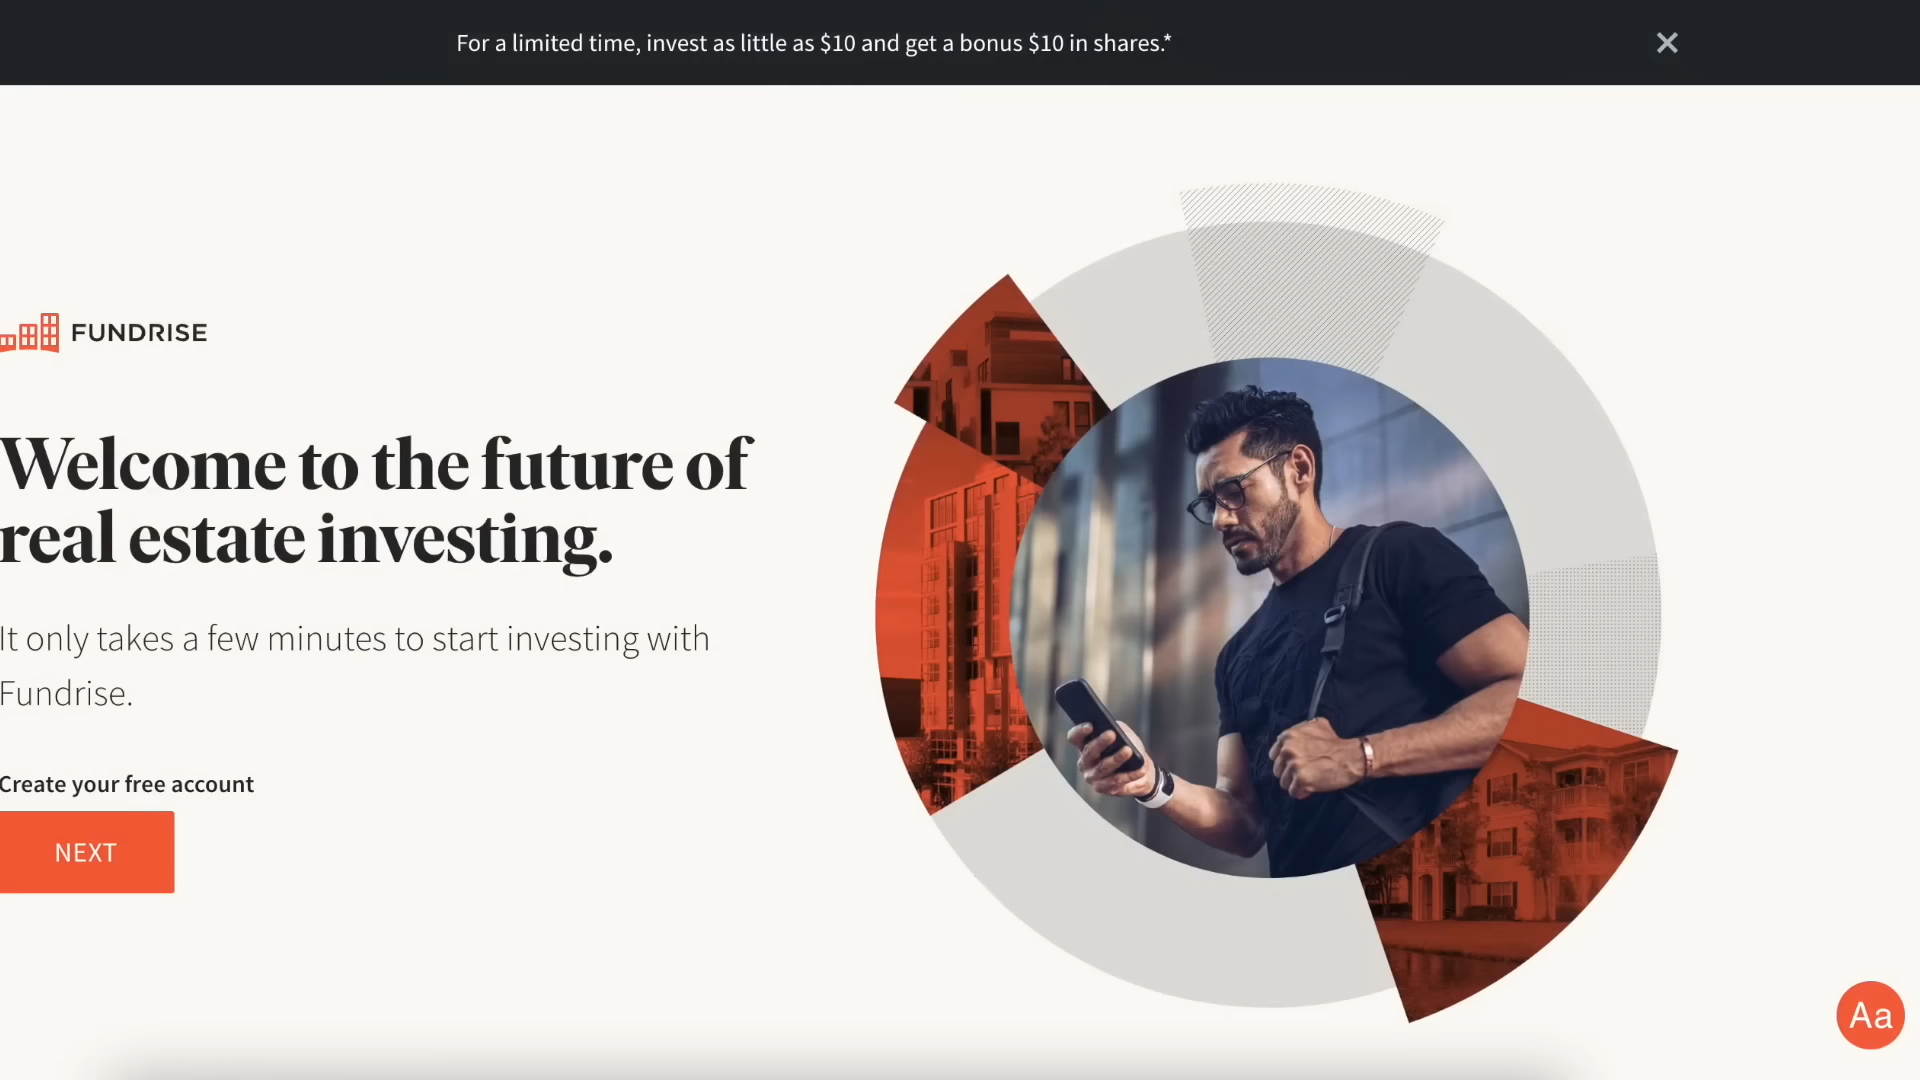 For a limited time, invest as little as $10 and get a bonus $10 in shares.*
FUNDRISE
Welcome to the future of
real estate investing.
It only takes a few minutes to start investing with
Fundrise.
Create your free account
NEXT
Aa